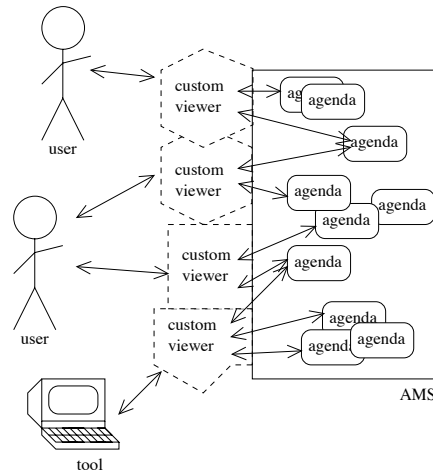 custom
viewer
ag
agenda
user
agenda
custom
viewer
agenda
agenda
agenda
custom
viewer
agenda
custom
viewer
agenda
agenda
agenda
user
AMS
tool